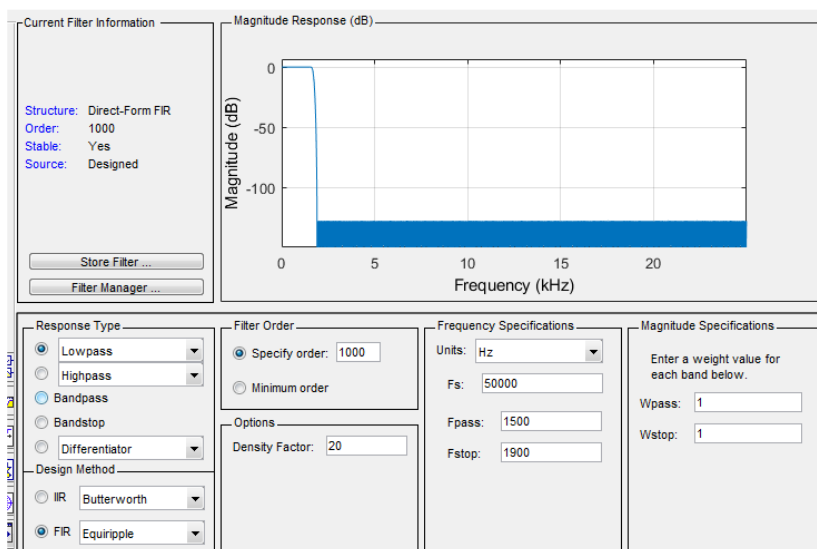 Current Filter Information
Structure: Direct-Form FIR
Order: 1000
Stable: Yes
Source: Designed
Store Filter ...
Filter Manager ...
Magnitude Response (dB)
Magnitude (dB)
0
-50
-100
0 5 10 15 20
Frequency (kHz)
Response Type
Lowpass
Highpass
Bandpass
Bandstop
Differentiator
Design Method
IIR Butterworth
FIR Equiripple
Filter Order
Specify order: 1000
Minimum order
Options
Density Factor: 20
Frequency Specifications
Units: Hz
Fs: 50000
Fpass: 1500
Fstop: 1900
Magnitude Specifications
Enter a weight value for
each band below.
Wpass: 1
Wstop: 1